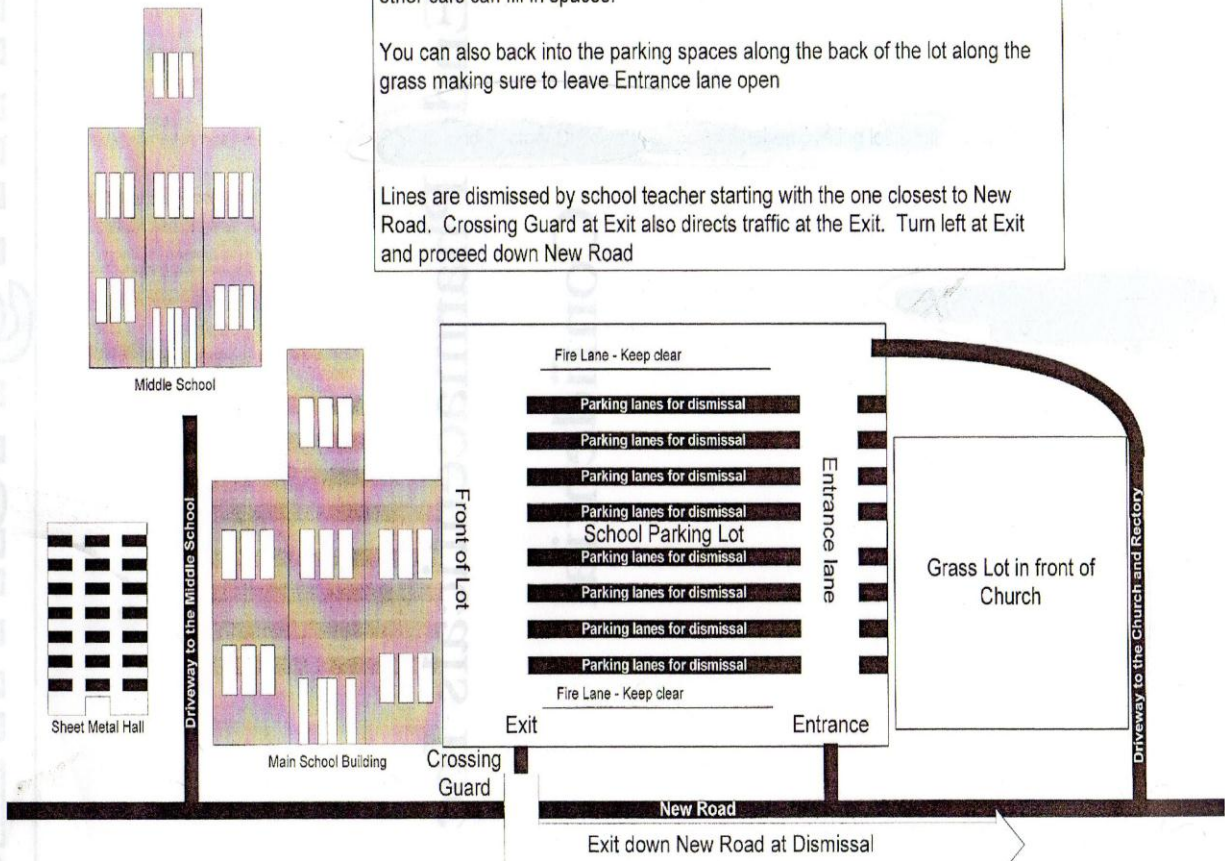 other cars can fill in spaces.
You can also back into the parking spaces along the back of the lot along the
grass making sure to leave Entrance lane open
Lines are dismissed by school teacher starting with the one closest to New
Road. Crossing Guard at Exit also directs traffic at the Exit. Turn left at Exit
and proceed down New Road
Middle School
Driveway to the Middle School
Sheet Metal Hall
Main School Building
Front of Lot
Fire Lane - Keep clear
Parking lanes for dismissal
Parking lanes for dismissal
Parking lanes for dismissal
Parking lanes for dismissal
School Parking Lot
Parking lanes for dismissal
Parking lanes for dismissal
Parking lanes for dismissal
Parking lanes for dismissal
Fire Lane - Keep clear
Entrance lane
Exit
Entrance
Grass Lot in front of
Church
Driveway to the Church and Rectory
Crossing
Guard
New Road
Exit down New Road at Dismissal